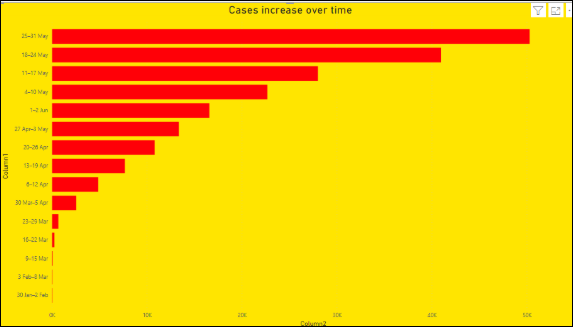 Cases increase over time
25–31 May
18–24 May
11–17 May
4–10 May
1–2 Jun
27 Apr–3 May
20–26 Apr
13–19 Apr
6–12 Apr
30 Mar–5 Apr
23–29 Mar
16–22 Mar
9–15 Mar
3 Feb–8 Mar
30 Jan–2 Feb
Column1
0K 10K 20K 30K 40K 50K
Column2